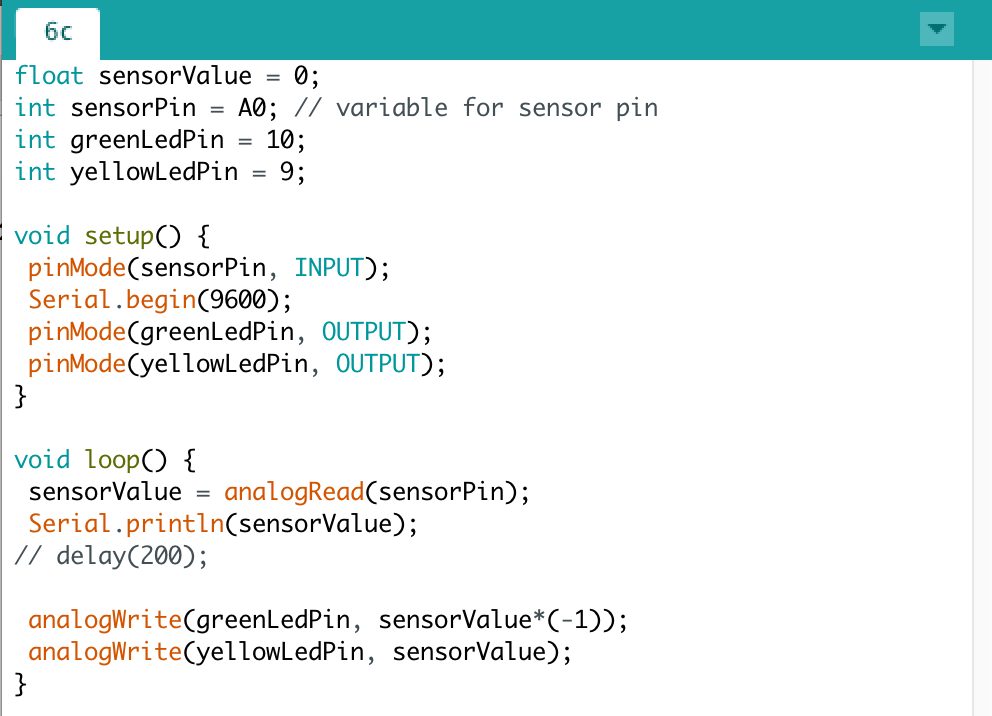 6c
float sensorValue = 0;
int sensorPin = A0; // variable for sensor pin
int greenLedPin = 10;
int yellowLedPin = 9;

void setup() {
 pinMode(sensorPin, INPUT);
 Serial.begin(9600);
 pinMode(greenLedPin, OUTPUT);
 pinMode(yellowLedPin, OUTPUT);
}

void loop() {
 sensorValue = analogRead(sensorPin);
 Serial.println(sensorValue);
// delay(200);

 analogWrite(greenLedPin, sensorValue*(-1));
 analogWrite(yellowLedPin, sensorValue);
}